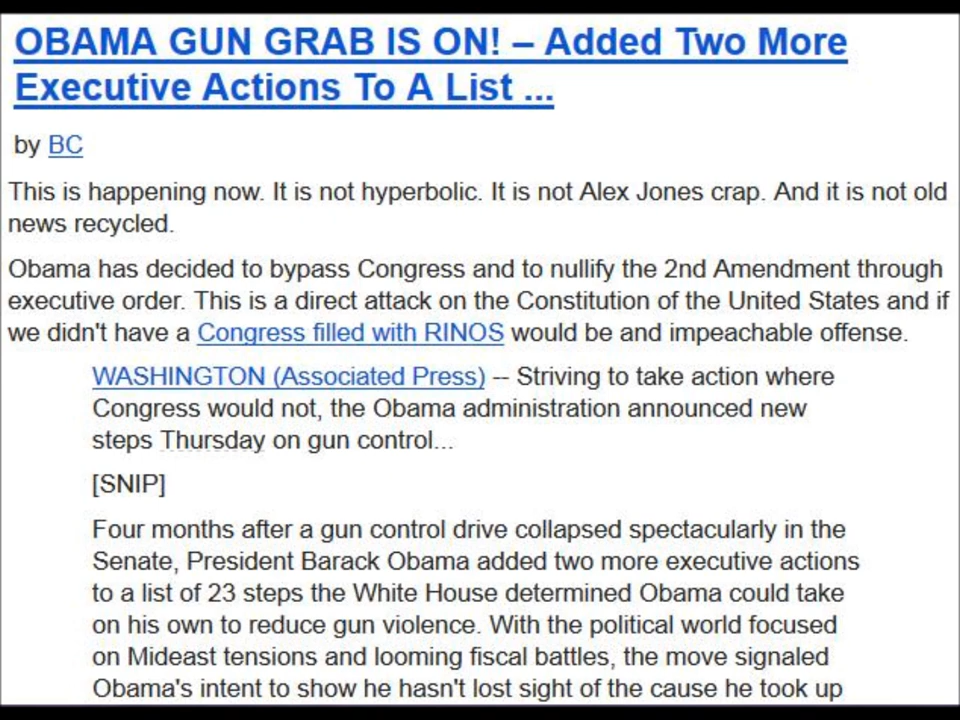 OBAMA GUN GRAB IS ON! – Added Two More
Executive Actions To A List ...
by BC
This is happening now. It is not hyperbolic. It is not Alex Jones crap. And it is not old
news recycled.
Obama has decided to bypass Congress and to nullify the 2nd Amendment through
executive order. This is a direct attack on the Constitution of the United States and if
we didn't have a Congress filled with RINOS would be and impeachable offense.
WASHINGTON (Associated Press) -- Striving to take action where
Congress would not, the Obama administration announced new
steps Thursday on gun control...
[SNIP]
Four months after a gun control drive collapsed spectacularly in the
Senate, President Barack Obama added two more executive actions
to a list of 23 steps the White House determined Obama could take
on his own to reduce gun violence. With the political world focused
on Mideast tensions and looming fiscal battles, the move signaled
Obama's intent to show he hasn't lost sight of the cause he took up